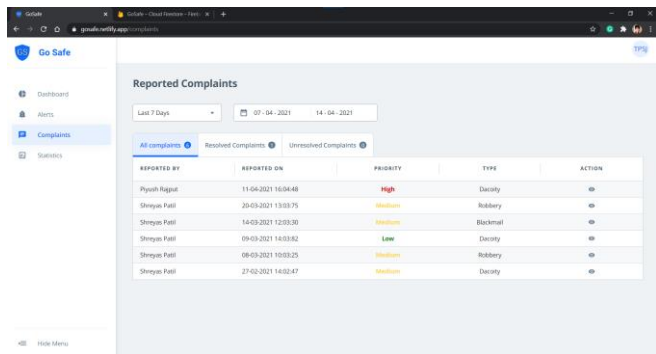 GoSafe
GoSafe - Cloud Firestore - Fire
gosafe.netlify.app/complaints
GS Go Safe
TPSJ
Dashboard
Alerts
Complaints
Statistics
Hide Menu
Reported Complaints
Last 7 Days 07 - 04 - 2021 14 - 04 - 2021
All complaints 6 Resolved Complaints Unresolved Complaints
REPORTED BY REPORTED ON PRIORITY TYPE ACTION
Piyush Rajput 11-04-2021 16:04:48 High Dacoity
Shreyas Patil 20-03-2021 13:03:75 Medium Robbery
Shreyas Patil 14-03-2021 12:03:30 Medium Blackmail
Shreyas Patil 09-03-2021 14:03:82 Low Dacoity
Shreyas Patil 08-03-2021 10:03:25 Medium Robbery
Shreyas Patil 27-02-2021 14:02:47 Medium Dacoity